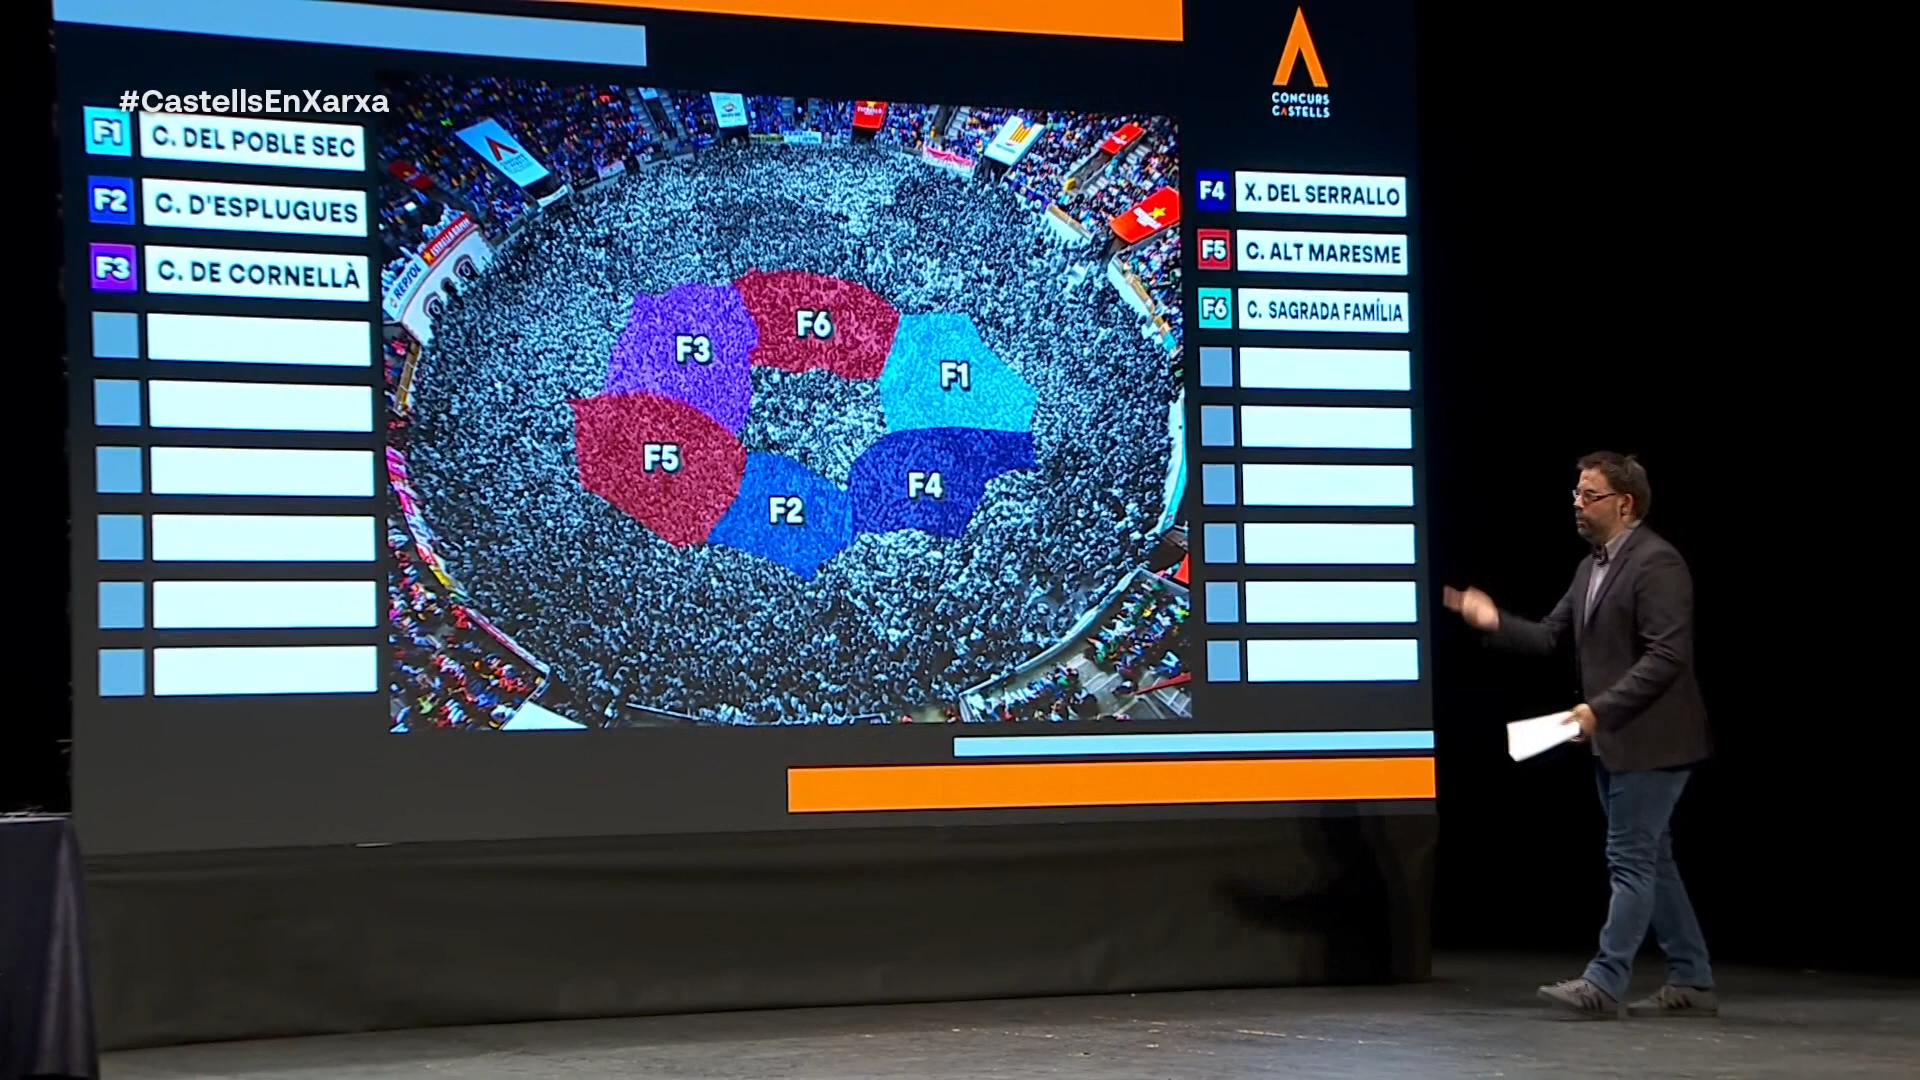 #CastellsEnXarxa
F1 C. DEL POBLE SEC
F2 C. D'ESPLUGUES
F3 C. DE CORNELLÀ
REPSOL
F3
F6
F1
F5
F2
F4
CONCURS
CASTELLS
F4 X. DEL SERRALLO
F5 C. ALT MARESME
F6 C. SAGRADA FAMÍLIA